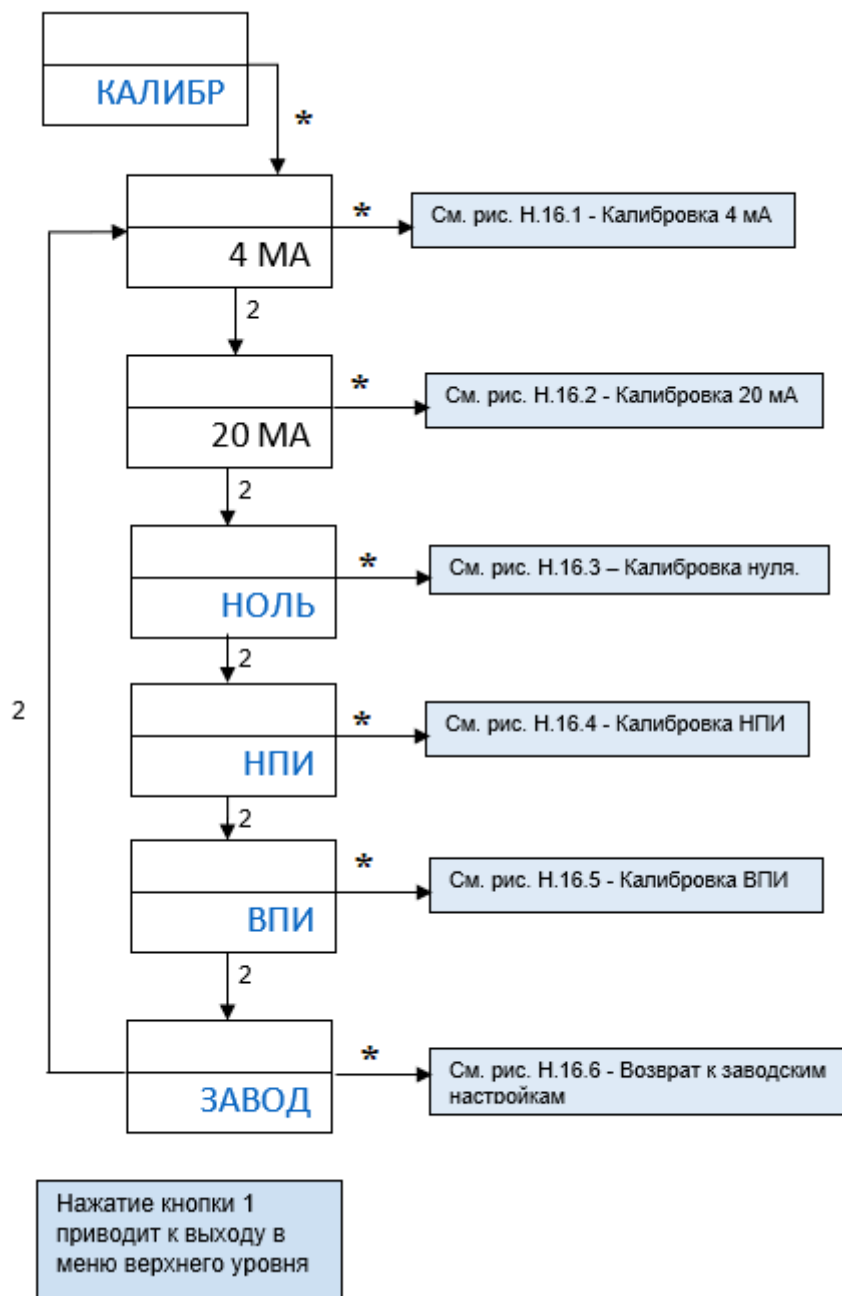 КАЛИБР
*
*
См. рис. Н.16.1 - Калибровка 4 мА
4 МА
2
*
См. рис. Н.16.2 - Калибровка 20 мА
20 МА
2
*
См. рис. Н.16.3 – Калибровка нуля.
НОЛЬ
2
2
*
См. рис. Н.16.4 - Калибровка НПИ
НПИ
2
*
См. рис. Н.16.5 - Калибровка ВПИ
ВПИ
2
*
См. рис. Н.16.6 - Возврат к заводским
настройкам
ЗАВОД
Нажатие кнопки 1
приводит к выходу в
меню верхнего уровня